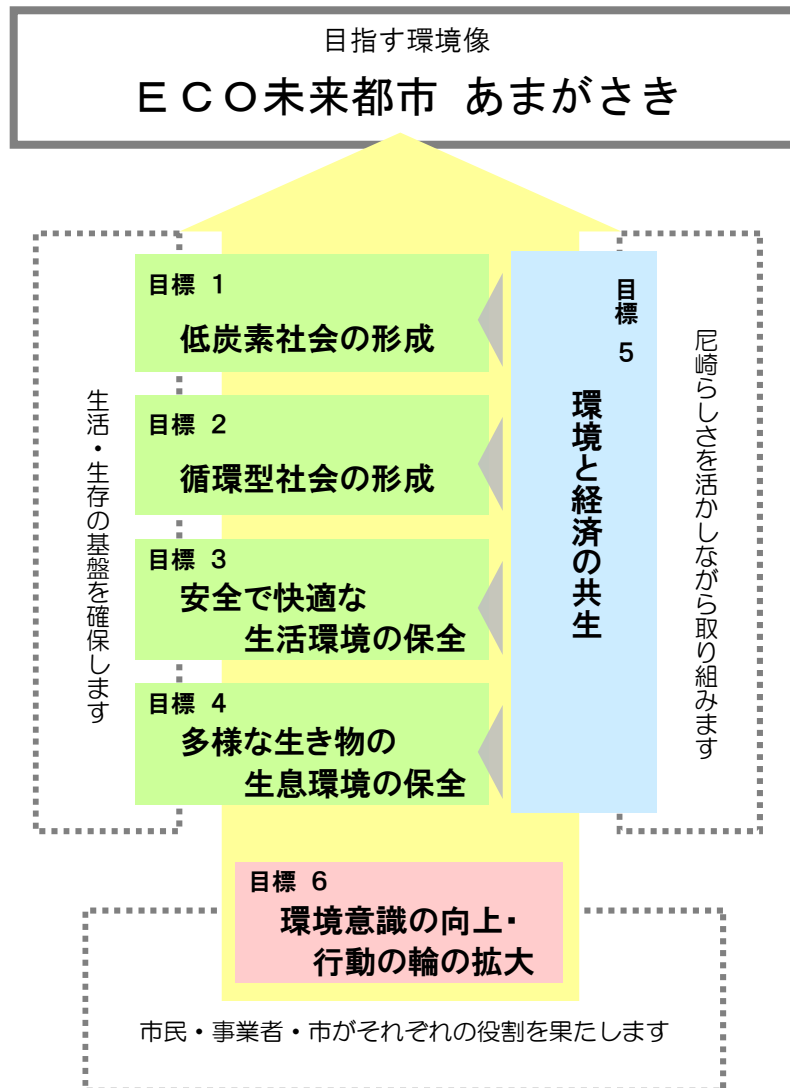 目指す環境像
ＥＣＯ未来都市 あまがさき
生活・生存の基盤を確保します
目標 1
低炭素社会の形成
目標 2
循環型社会の形成
目標 3
安全で快適な
生活環境の保全
目標 4
多様な生き物の
生息環境の保全
目標 5
環境と経済の共生
尼崎らしさを活かしながら取り組みます
目標 6
環境意識の向上・
行動の輪の拡大
市民・事業者・市がそれぞれの役割を果たします